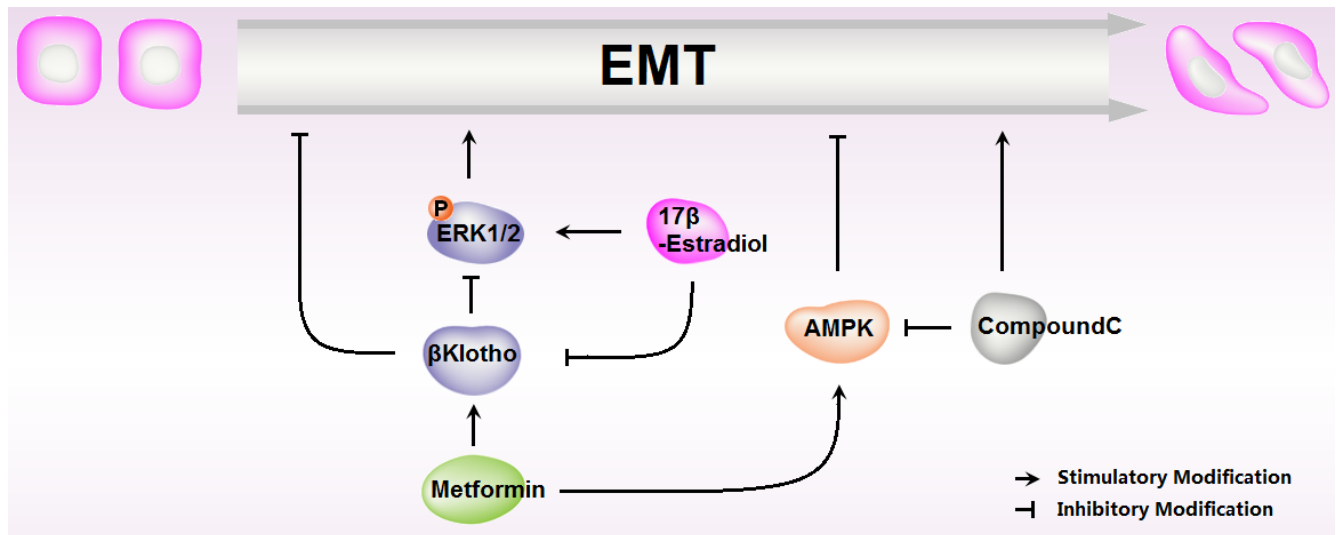 EMT
P
ERK1/2
17β
-Estradiol
AMPK
CompoundC
βKlotho
Metformin
Stimulatory Modification
Inhibitory Modification